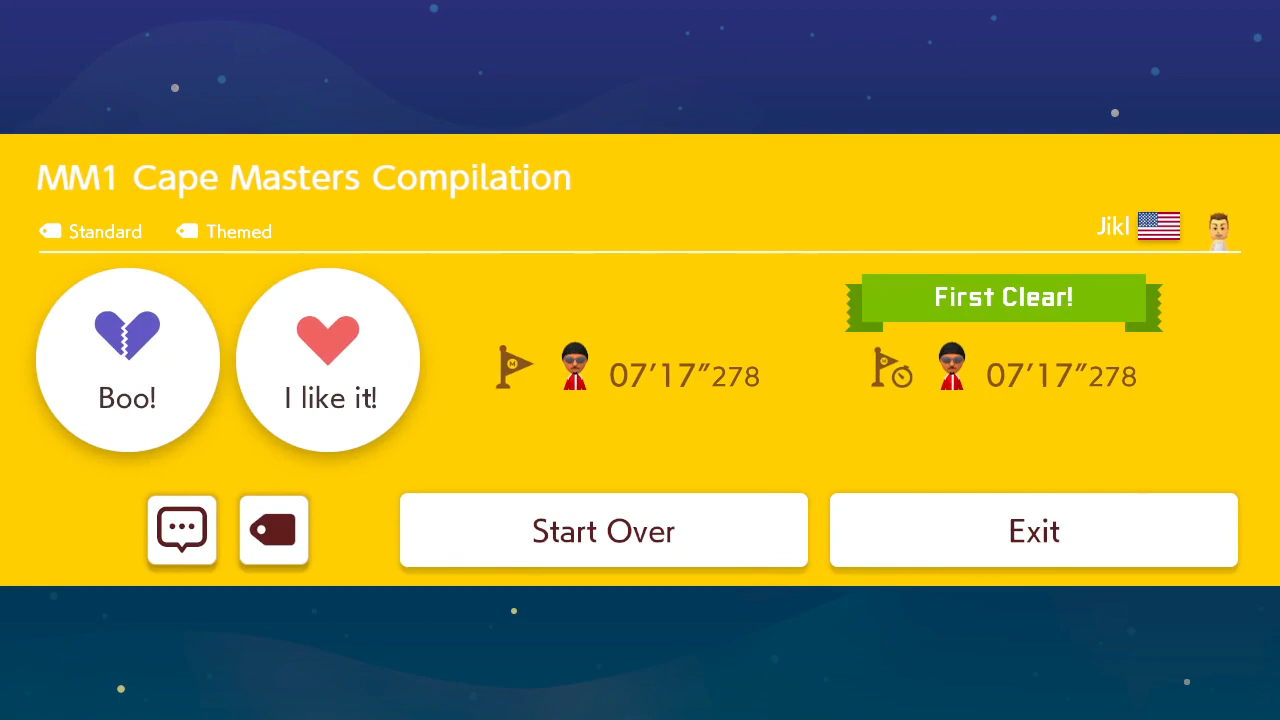 MM1 Cape Masters Compilation
Standard Themed
Jikl
First Clear!
M 07'17"278 M 07'17"278
Boo! I like it!
Start Over Exit